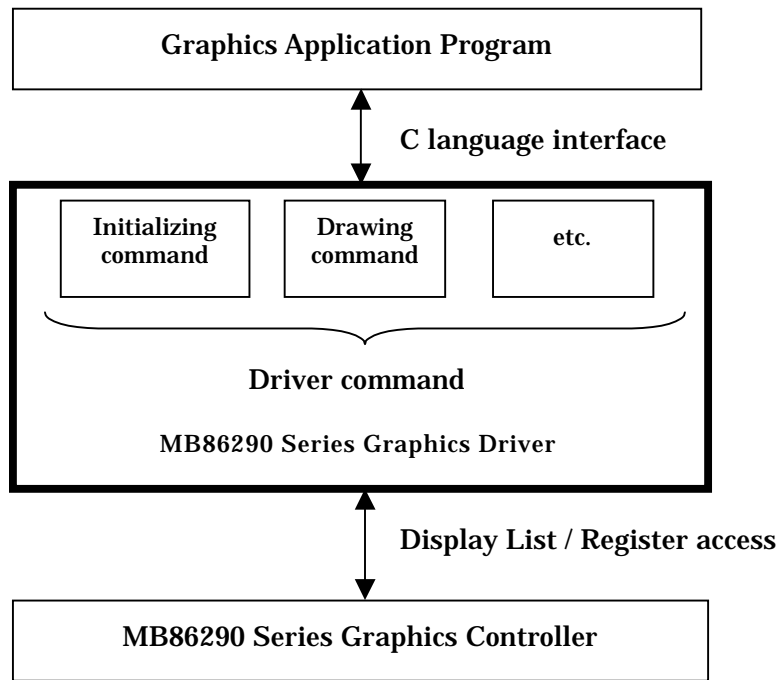 Graphics Application Program
C language interface
Initializing
command
Drawing
command
etc.
Driver command
MB86290 Series Graphics Driver
Display List / Register access
MB86290 Series Graphics Controller